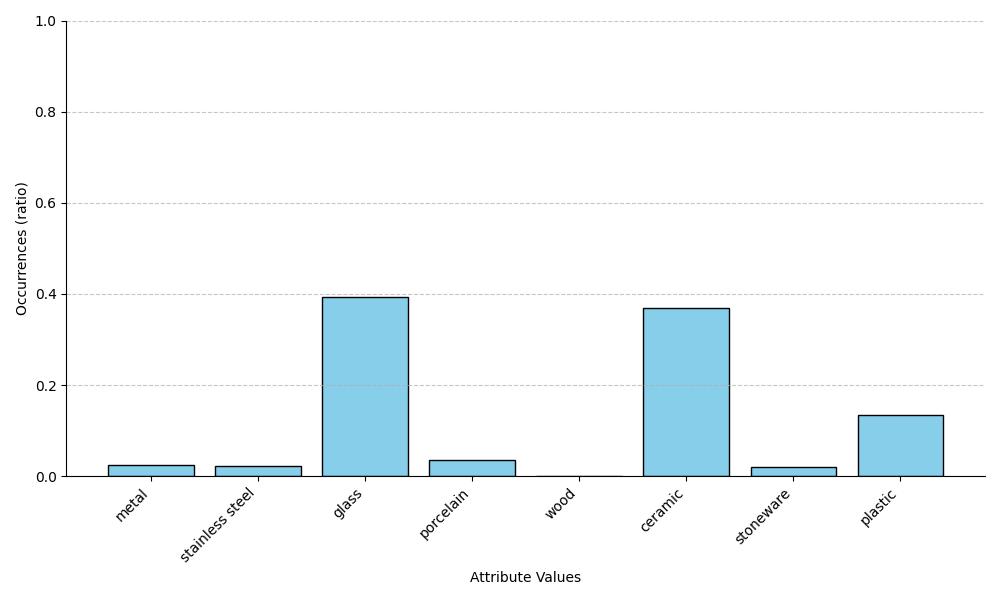 1.0
0.8
0.6
0.4
0.2
0.0
Occurrences (ratio)
metal
stainless steel
glass
porcelain
wood
ceramic
stoneware
plastic
Attribute Values